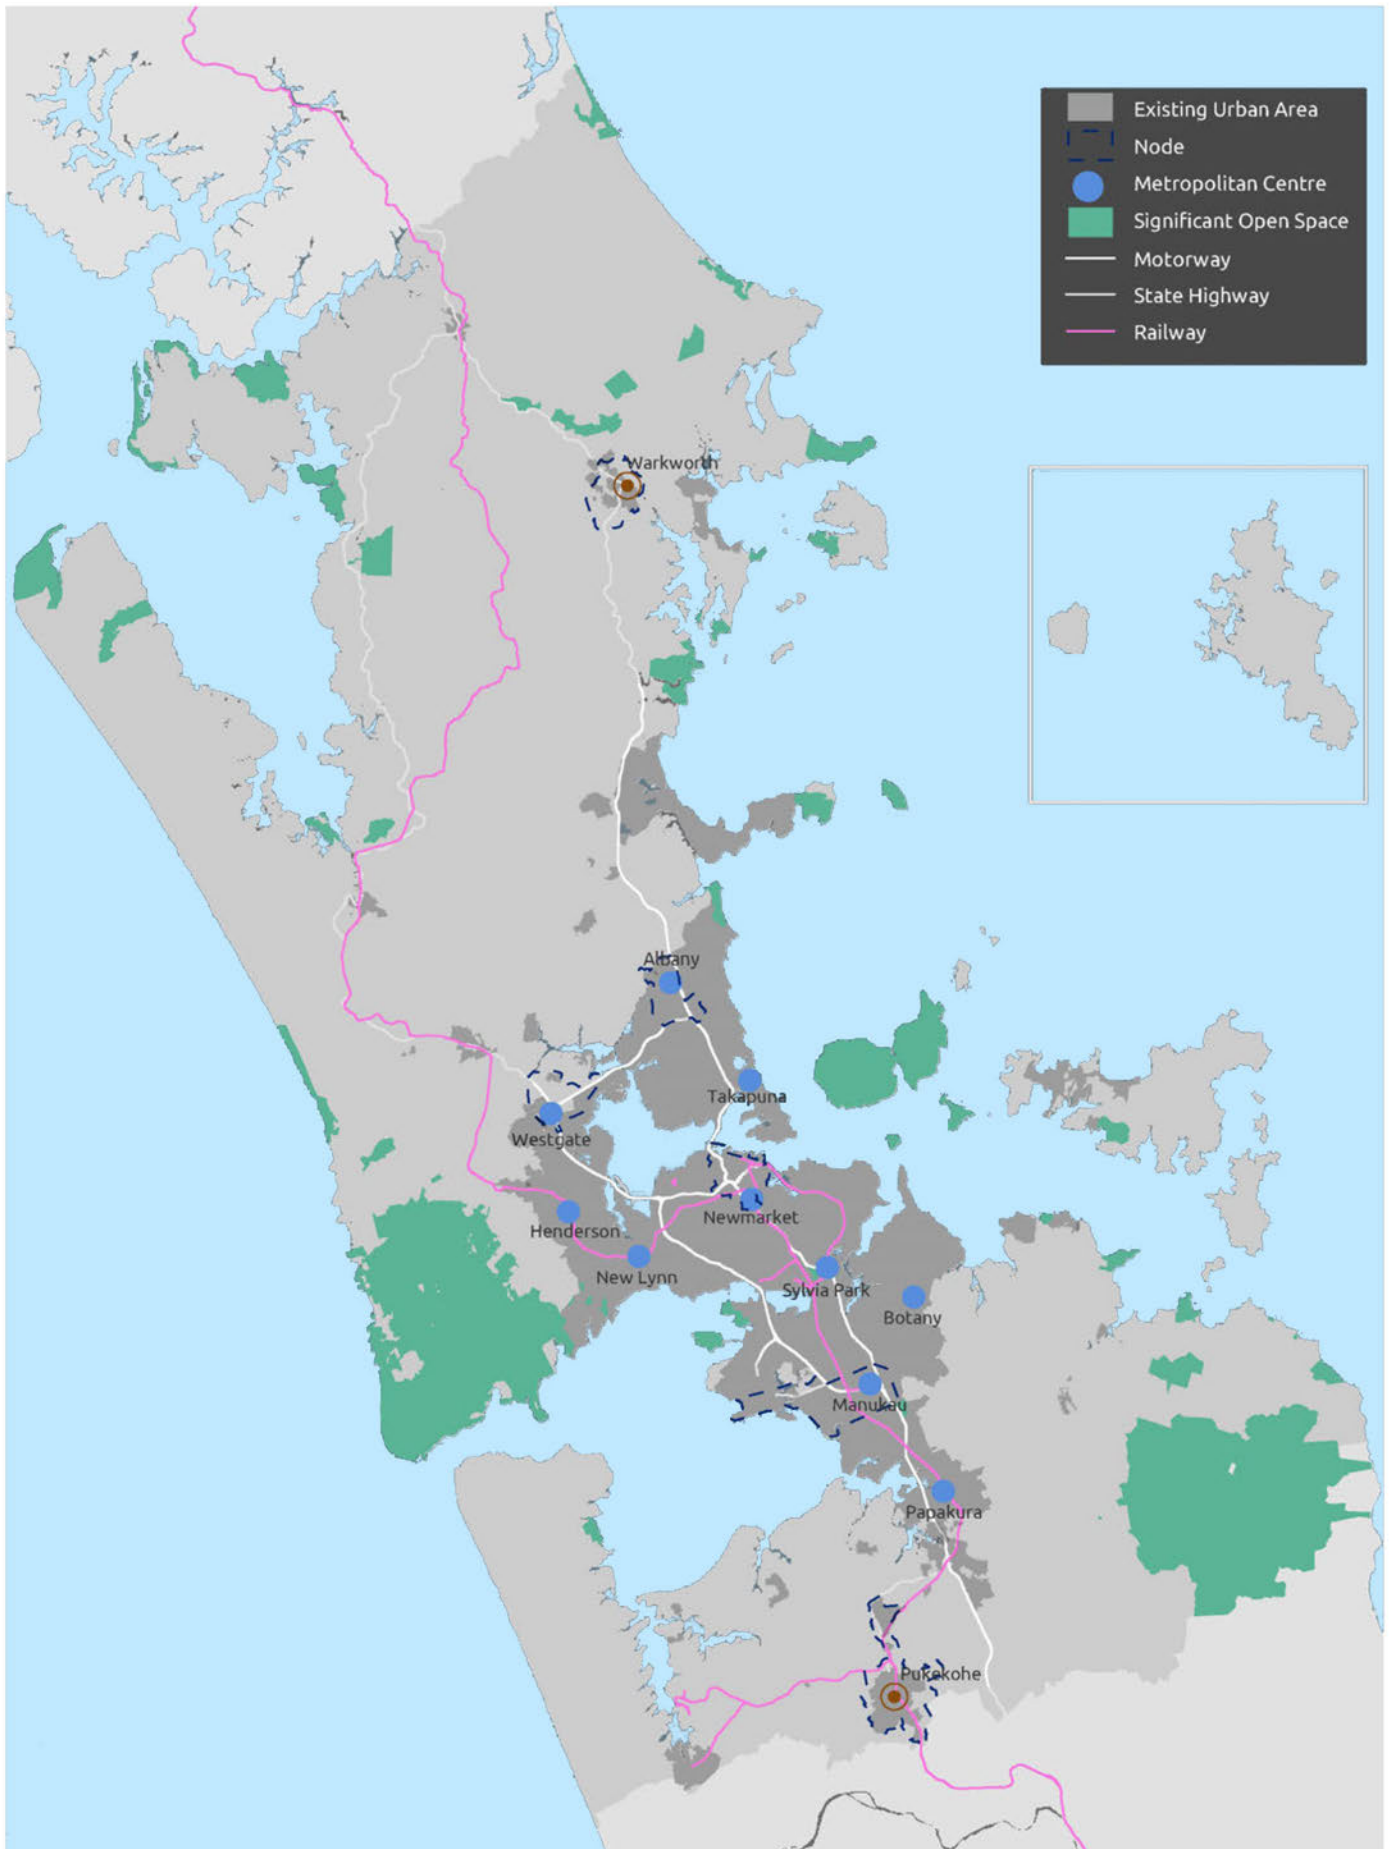 Existing Urban Area
Node
Metropolitan Centre
Significant Open Space
Motorway
State Highway
Railway
Warkworth
Albany
Takapuna
Westgate
Newmarket
Henderson
New Lynn
Sylvia Park
Botany
Manukau
Papakura
Pukekohe